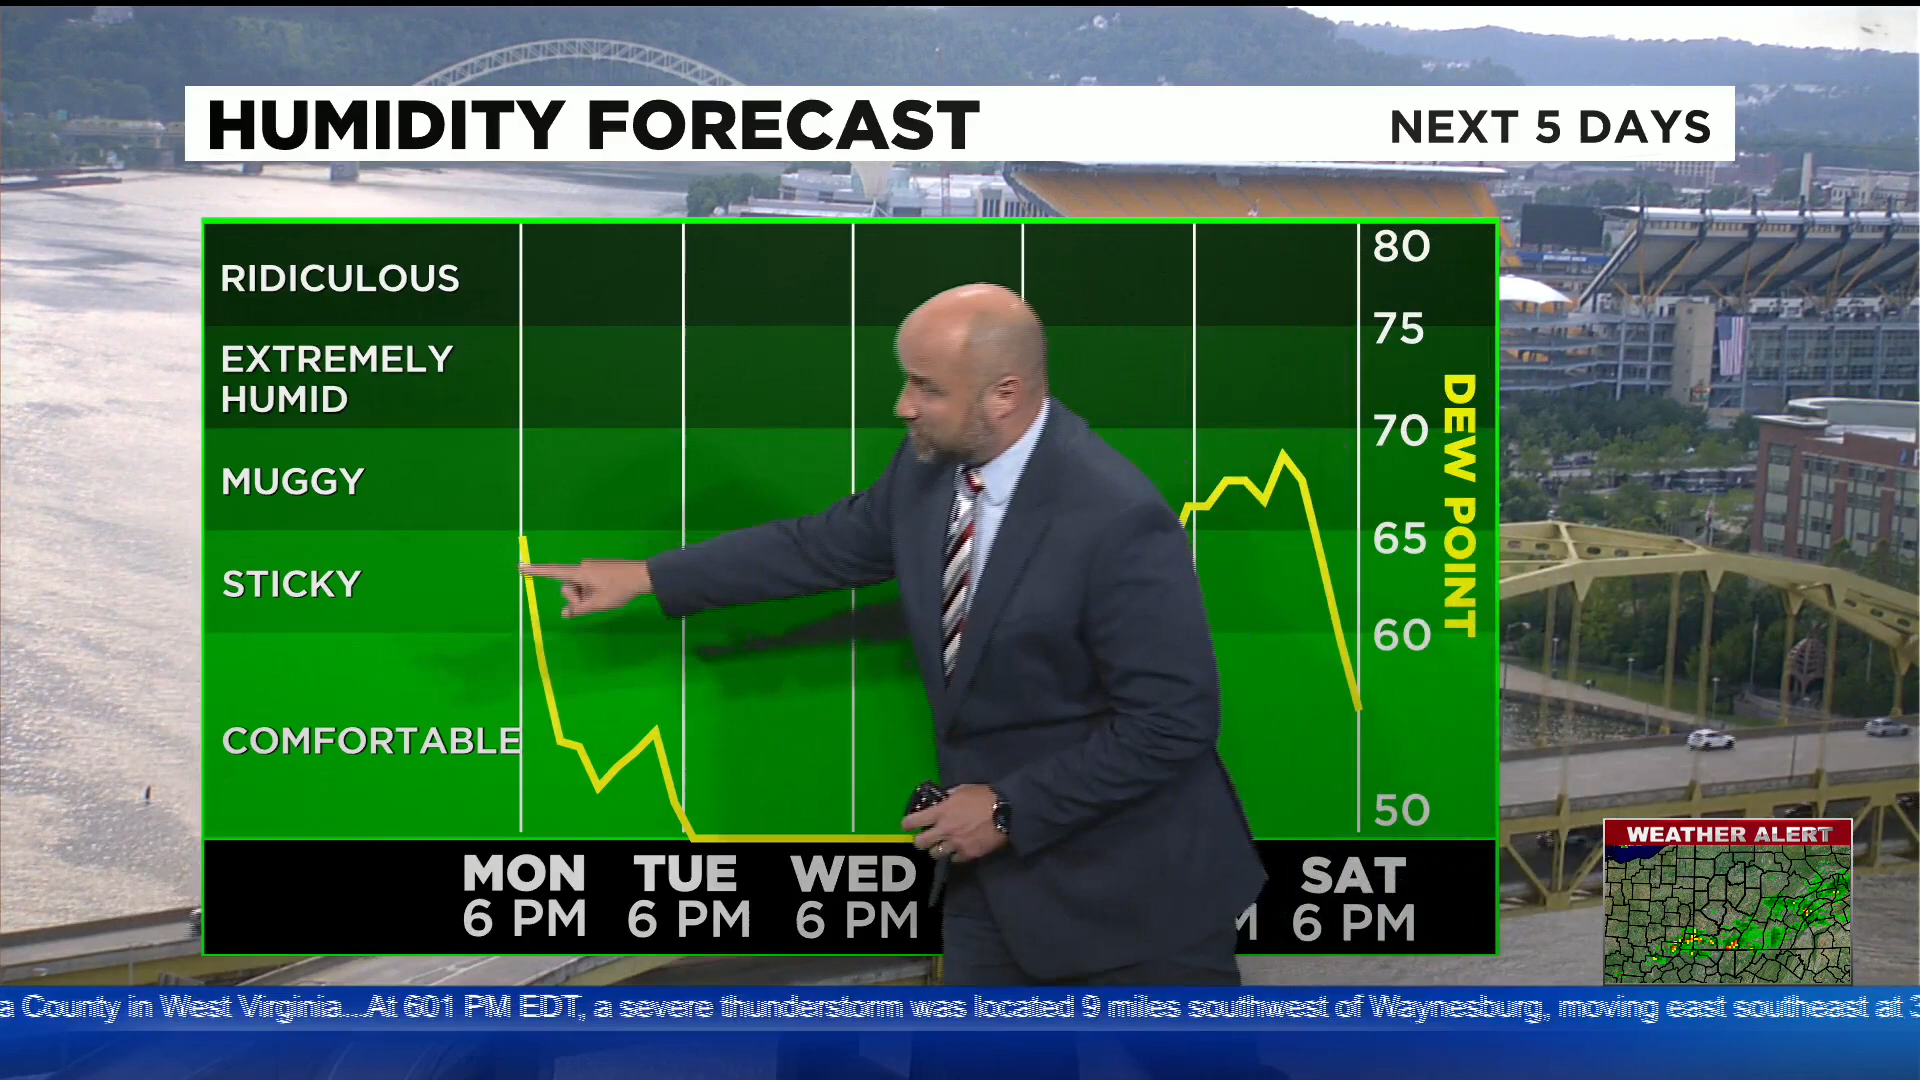 HUMIDITY FORECAST
NEXT 5 DAYS
RIDICULOUS
EXTREMELY
HUMID
MUGGY
STICKY
COMFORTABLE
80
75
70
65
60
50
DEW POINT
MON TUE WED SAT
6 PM 6 PM 6 PM M 6 PM
WEATHER ALERT
a County in West Virginia....At 601 PM EDT, a severe thunderstorm was located 9 miles southwest of Waynesburg, moving east southeast at 3